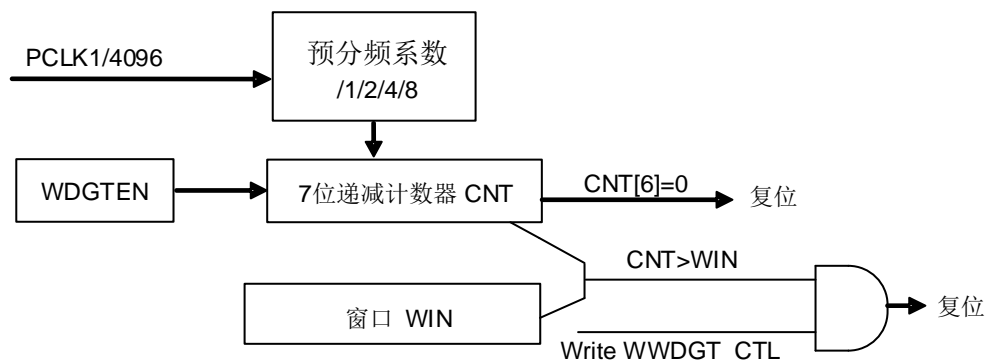 PCLK1/4096
预分频系数
/1/2/4/8
WDGTEN
7位递减计数器 CNT
CNT[6]=0
复位
CNT>WIN
窗口 WIN
复位
Write WWDGT_CTL